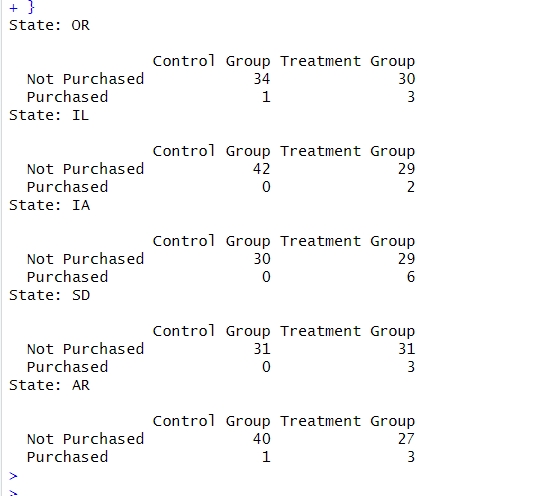 + }
State: OR
Control Group Treatment Group
Not Purchased 34 30
Purchased 1 3
State: IL
Control Group Treatment Group
Not Purchased 42 29
Purchased 0 2
State: IA
Control Group Treatment Group
Not Purchased 30 29
Purchased 0 6
State: SD
Control Group Treatment Group
Not Purchased 31 31
Purchased 0 3
State: AR
Control Group Treatment Group
Not Purchased 40 27
Purchased 1 3
>
>